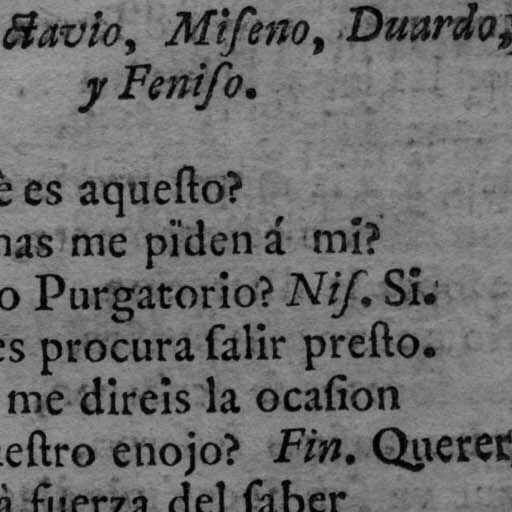 ctavio, Miſeno, Duardo,
y Feniſo.
è es aqueſto?
nas me pïden á mi?
o Purgatorio? Niſ. Si.
es procura ſalir preſto.
me direis la ocaſion
ueſtro enojo? Fin. Querer
à fuerza del ſaber